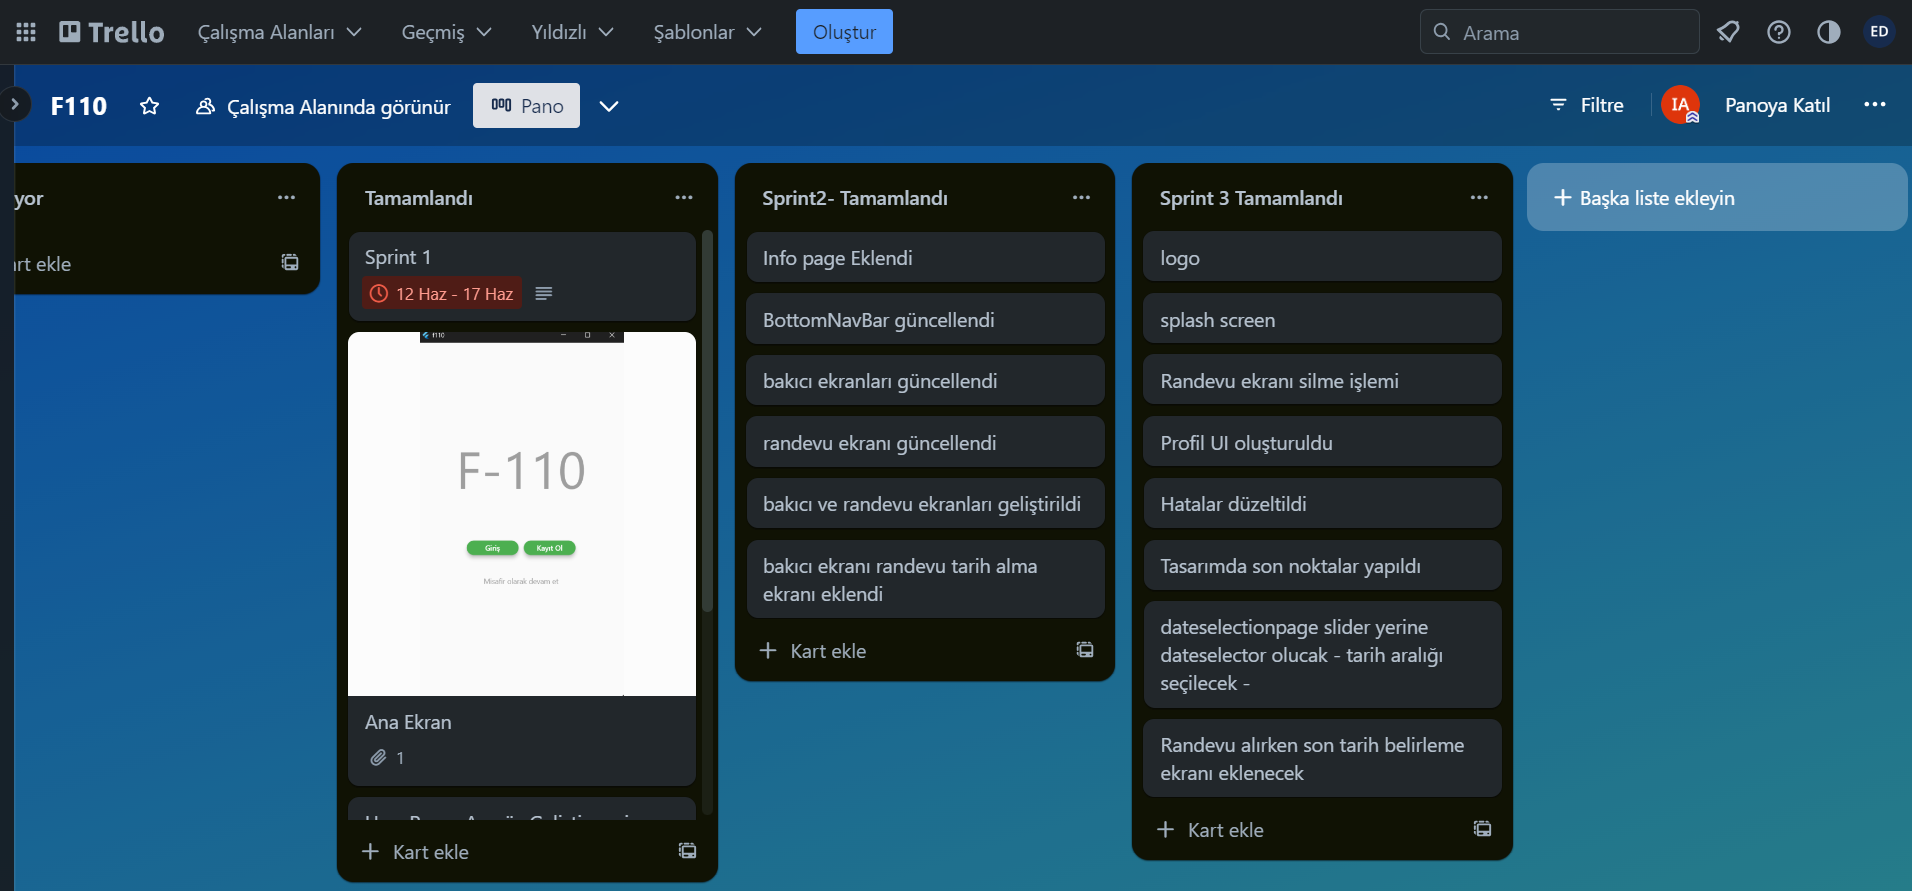 Trello
Çalışma Alanları
Geçmiş
Yıldızlı
Şablonlar
Oluştur
Arama
ED
F110
Çalışma Alanında görünür
Pano
Filtre
IA
Panoya Katıl
yor
art ekle
Tamamlandı
Sprint 1
12 Haz - 17 Haz
F110
F-110
Giriş
Kayıt Ol
Misafir olarak devam et
Ana Ekran
1
Kart ekle
Sprint2- Tamamlandı
Info page Eklendi
BottomNavBar güncellendi
bakıcı ekranları güncellendi
randevu ekranı güncellendi
bakıcı ve randevu ekranları geliştirildi
bakıcı ekranı randevu tarih alma
ekranı eklendi
Kart ekle
Sprint 3 Tamamlandı
logo
splash screen
Randevu ekranı silme işlemi
Profil UI oluşturuldu
Hatalar düzeltildi
Tasarımda son noktalar yapıldı
dateselectionpage slider yerine
dateselector olucak - tarih aralığı
seçilecek -
Randevu alırken son tarih belirleme
ekranı eklenecek
Kart ekle
Başka liste ekleyin